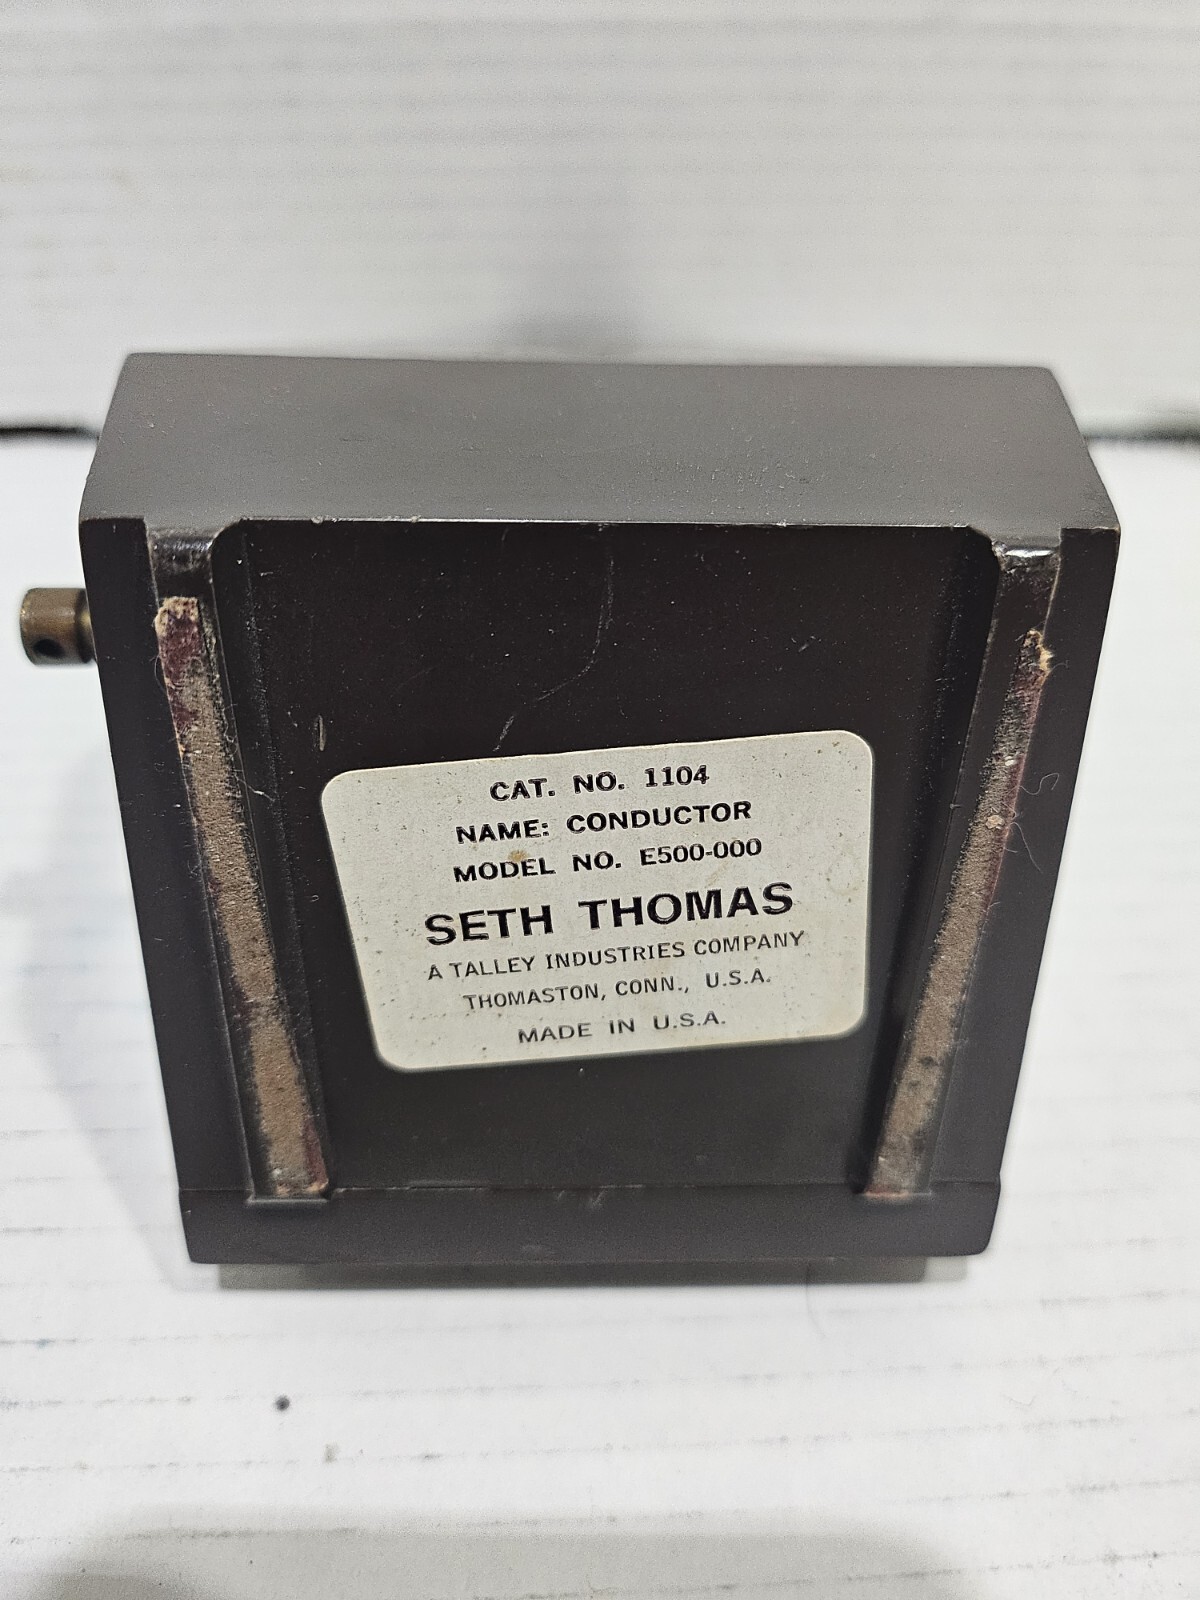 CAT. NO. 1104
NAME: CONDUCTOR
MODEL NO. E500-000
SETH THOMAS
A TALLEY INDUSTRIES COMPANY
THOMASTON, CONN., U.S.A.
MADE IN U.S.A.